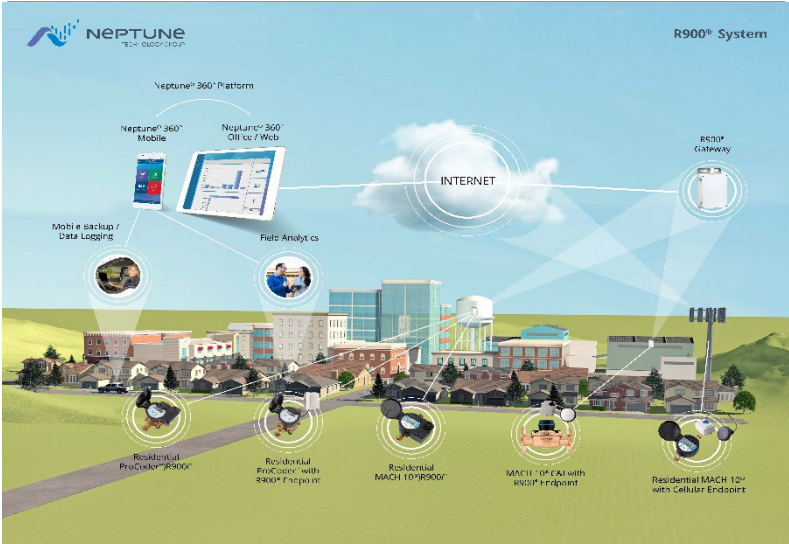 NEPTUNE
TECHNOLOGY GROUP
R900® System
Neptune® 360™ Platform
Neptune® 360™
Mobile
Neptune® 360™
Office / Web
R900®
Gateway
INTERNET
Mobile Backup /
Data Logging
Field Analytics
Residential
ProCoder™)R900i™
Residential
ProCoder™ with
R900® Endpoint
Residential
MACH 10®)R900i™
MACH 10® C&I with
R900® Endpoint
Residential MACH 10®
with Cellular Endpoint